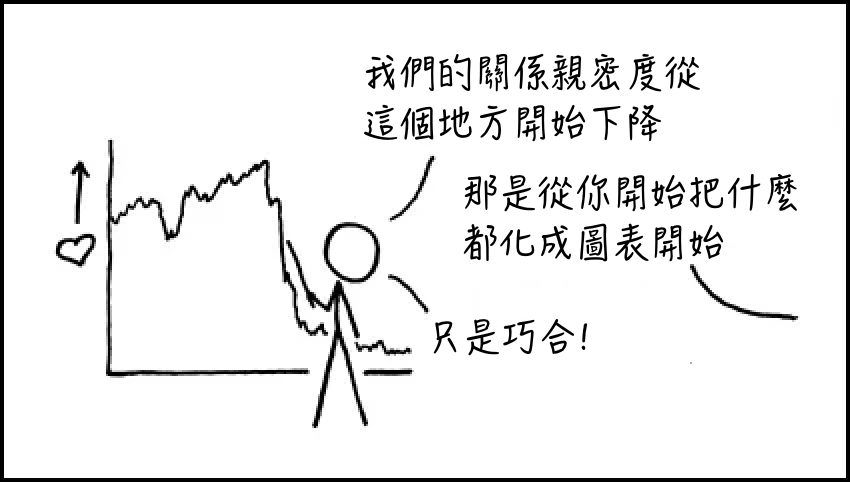 我們的關係親密度從
這個地方開始下降
那是從你開始把什麼
都化成圖表開始
只是巧合!